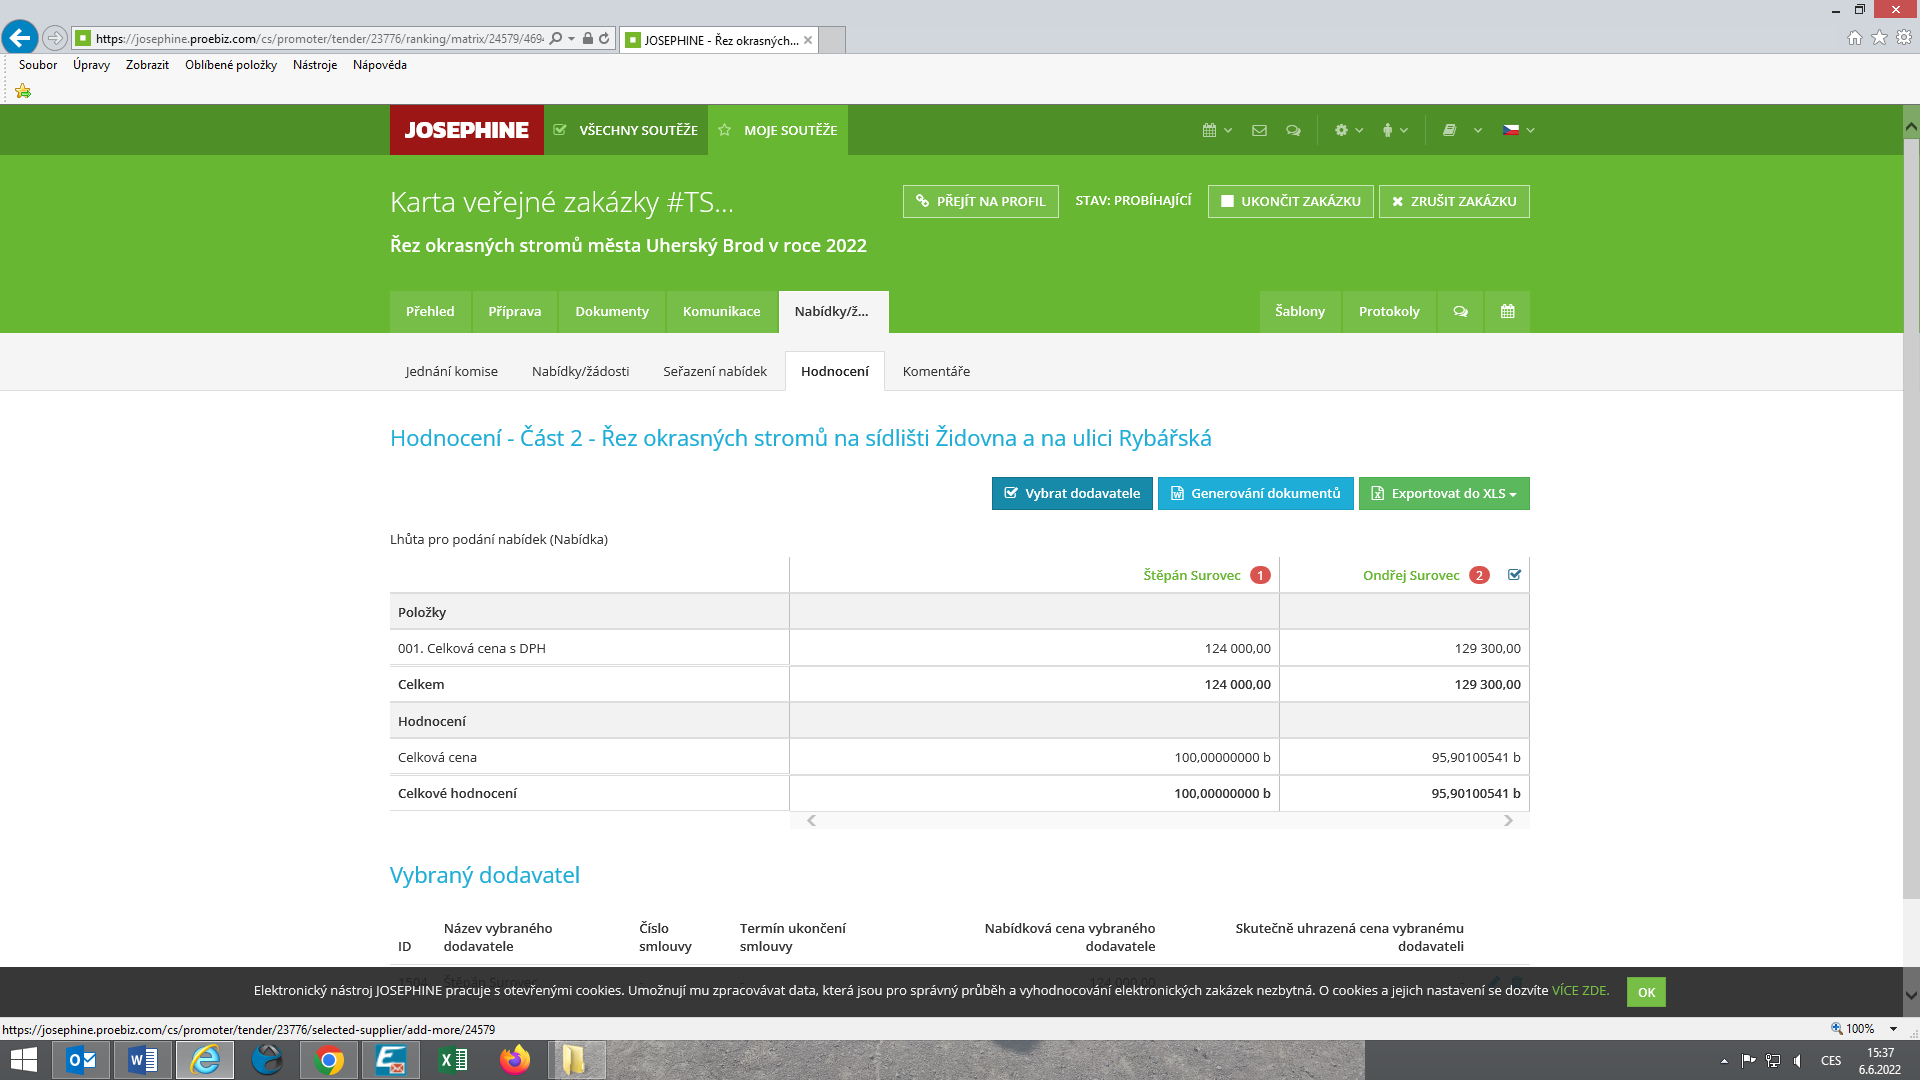 https://josephine.proebiz.com/cs/promoter/tender/23776/ranking/matrix/24579/469
JOSEPHINE - Řez okrasných...
Soubor Úpravy Zobrazit Oblíbené položky Nástroje Nápověda
JOSEPHINE VŠECHNY SOUTĚŽE MOJE SOUTĚŽE
Karta veřejné zakázky #TS...
PŘEJÍT NA PROFIL STAV: PROBÍHAJÍCÍ UKONČIT ZAKÁZKU ZRUŠIT ZAKÁZKU
Řez okrasných stromů města Uherský Brod v roce 2022
Přehled Příprava Dokumenty Komunikace Nabídky/ž... Šablony Protokoly
Jednání komise Nabídky/žádosti Seřazení nabídek Hodnocení Komentáře
Hodnocení - Část 2 - Řez okrasných stromů na sídlišti Židovna a na ulici Rybářská
Vybrat dodavatele Generování dokumentů Exportovat do XLS
Lhůta pro podání nabídek (Nabídka)
Štěpán Surovec 1 Ondřej Surovec 2
Položky
001. Celková cena s DPH 124 000,00 129 300,00
Celkem 124 000,00 129 300,00
Hodnocení
Celková cena 100,00000000 b 95,90100541 b
Celkové hodnocení 100,00000000 b 95,90100541 b
Vybraný dodavatel
ID Název vybraného dodavatele Číslo smlouvy Termín ukončení smlouvy Nabídková cena vybraného dodavatele Skutečně uhrazená cena vybranému dodavateli
Elektronický nástroj JOSEPHINE pracuje s otevřenými cookies. Umožnují mu zpracovávat data, která jsou pro správný průběh a vyhodnocování elektronických zakázek nezbytná. O cookies a jejich nastavení se dozvíte VÍCE ZDE. OK
https://josephine.proebiz.com/cs/promoter/tender/23776/selected-supplier/add-more/24579
100%
CES
15:37
6.6.2022